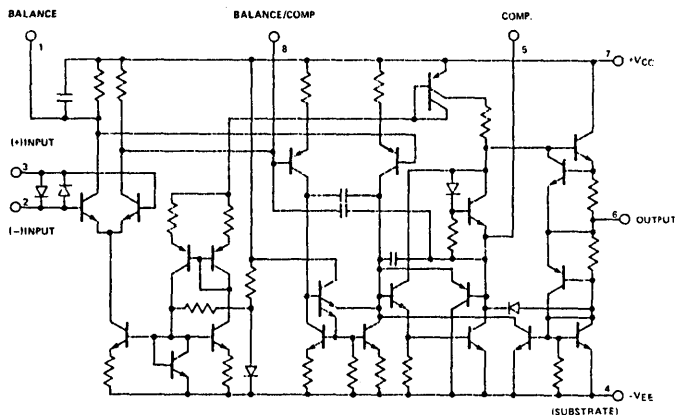 BALANCE
BALANCE/COMP
COMP.
1
8
5
7
+VCC
(+)INPUT
3
2
(-)INPUT
6
OUTPUT
4
-VEE
(SUBSTRATE)